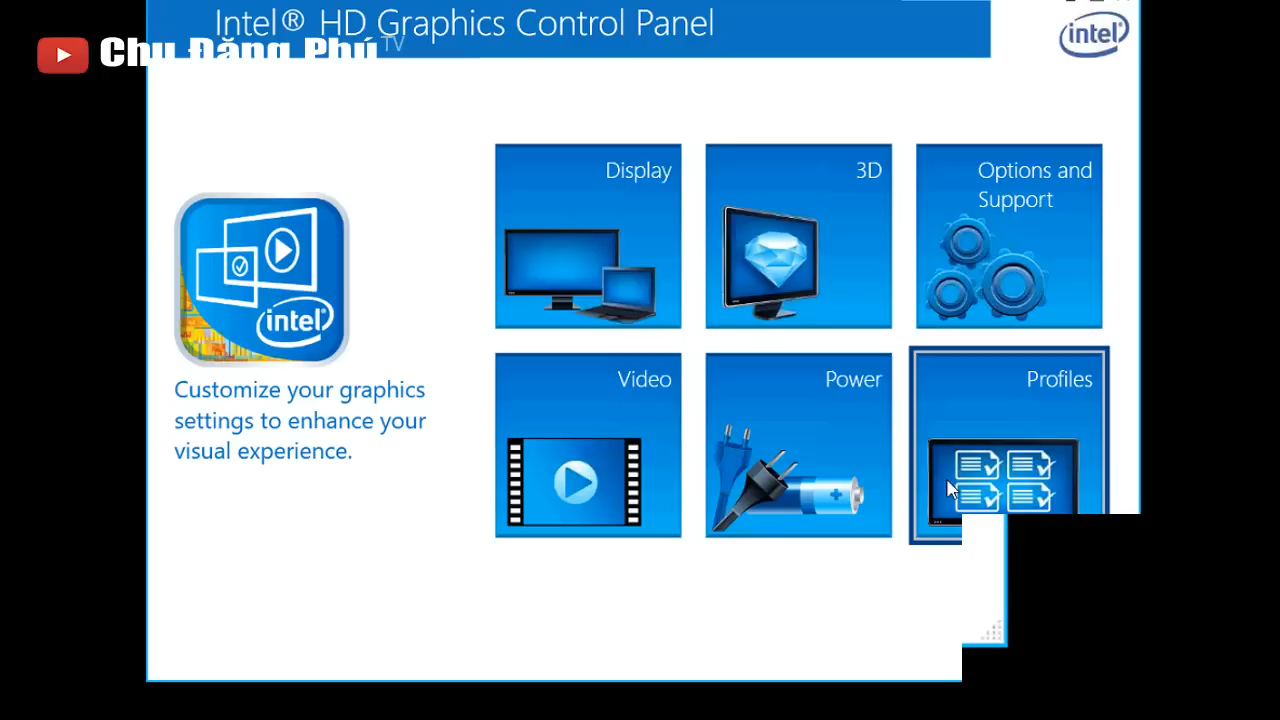 Intel® HD Graphics Control Panel
intel
Chu Đăng Phú
TV
Display
3D
Options and
Support
intel
Customize your graphics
settings to enhance your
visual experience.
Video
Power
Profiles